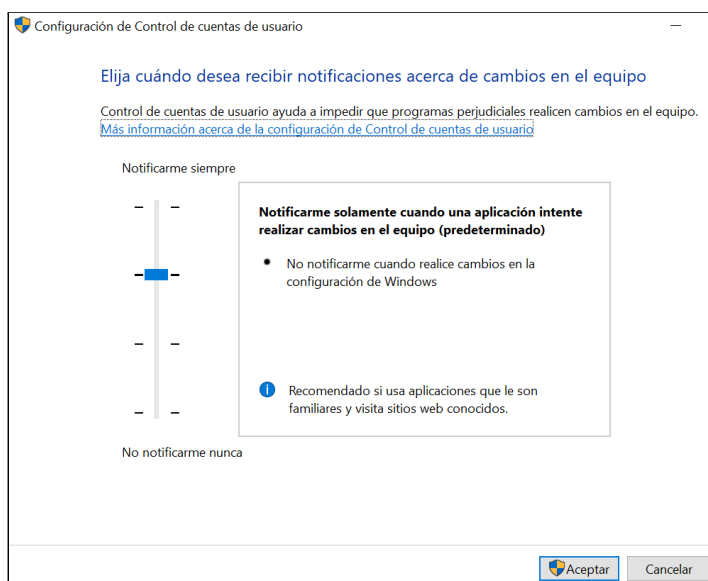 Configuración de Control de cuentas de usuario
Elija cuándo desea recibir notificaciones acerca de cambios en el equipo
Control de cuentas de usuario ayuda a impedir que programas perjudiciales realicen cambios en el equipo.
Más información acerca de la configuración de Control de cuentas de usuario
Notificarme siempre
Notificarme solamente cuando una aplicación intente
realizar cambios en el equipo (predeterminado)
No notificarme cuando realice cambios en la
configuración de Windows
Recomendado si usa aplicaciones que le son
familiares y visita sitios web conocidos.
No notificarme nunca
Aceptar Cancelar